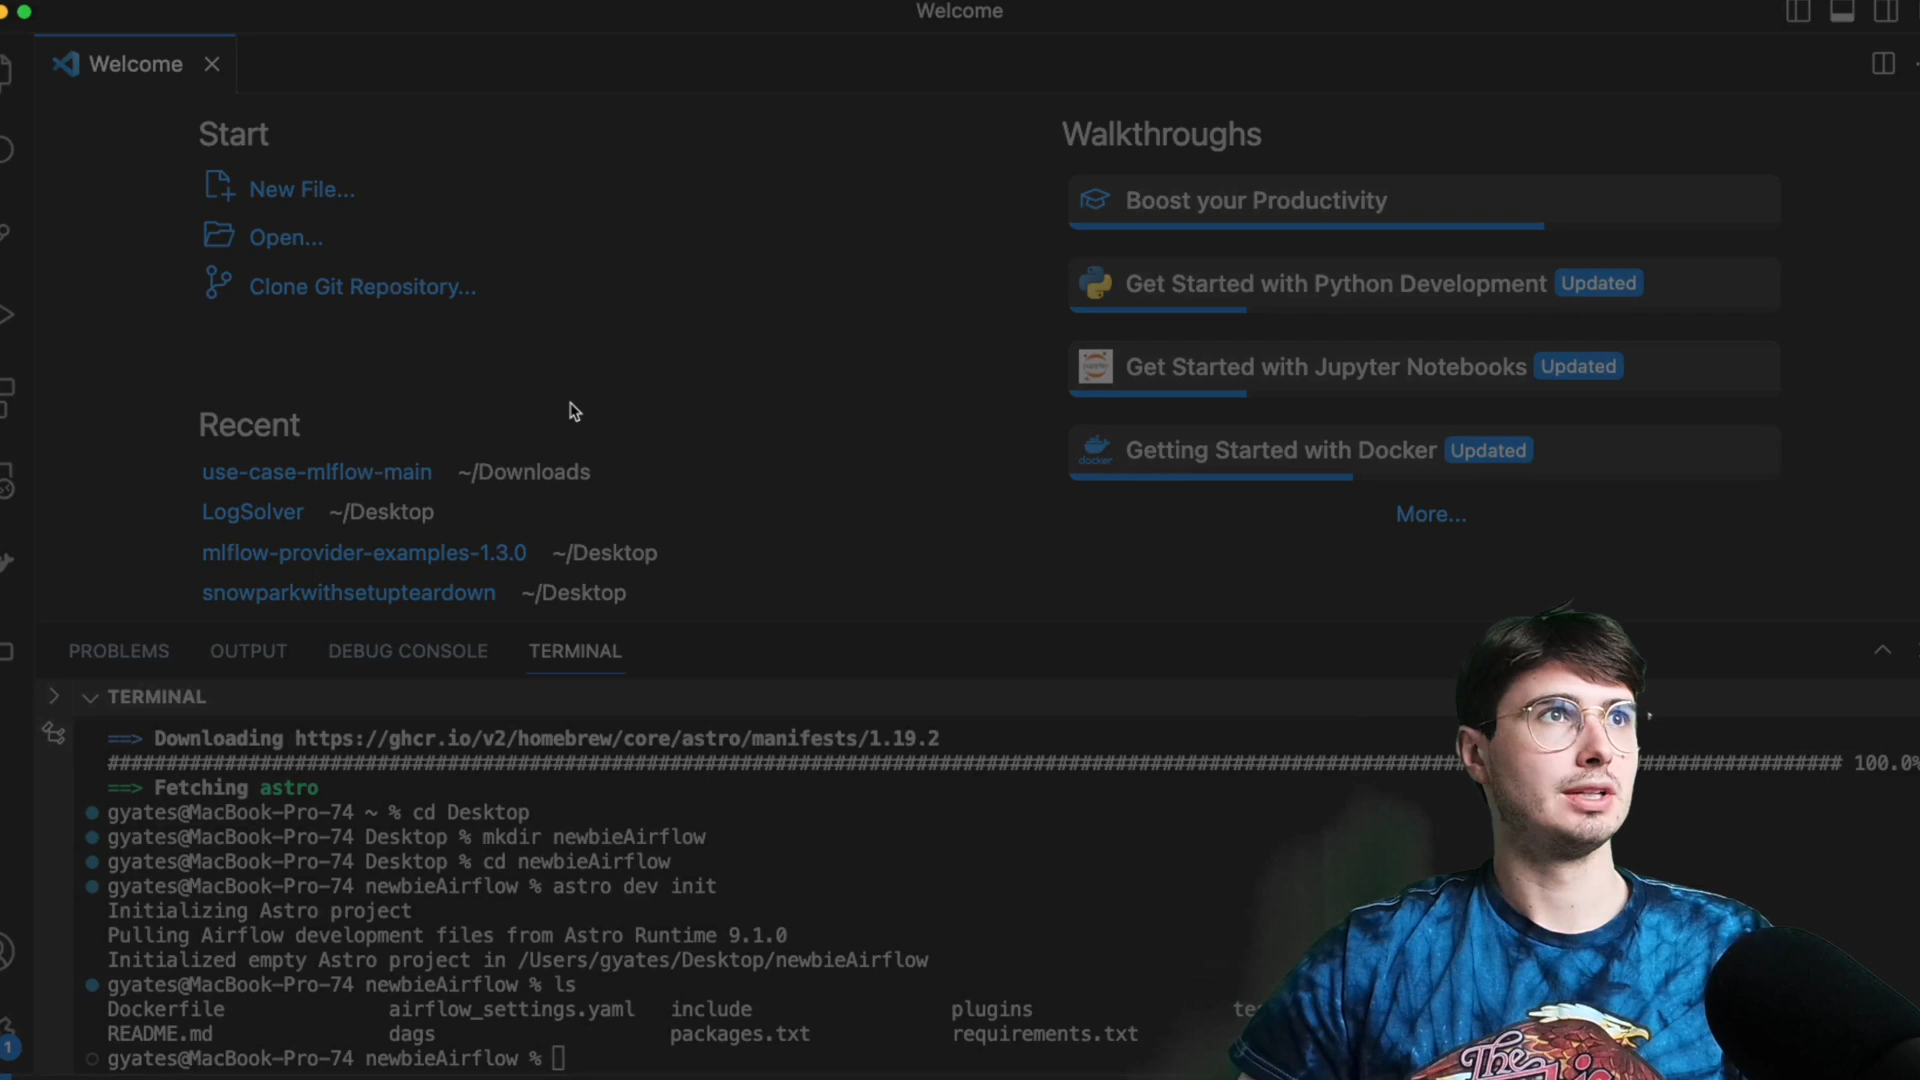 Welcome
Welcome
Start
New File...
Open...
Clone Git Repository...
Walkthroughs
Boost your Productivity
Get Started with Python Development Updated
jupyter Get Started with Jupyter Notebooks Updated
docker Getting Started with Docker Updated
More...
Recent
use-case-mlflow-main ~/Downloads
LogSolver ~/Desktop
mlflow-provider-examples-1.3.0 ~/Desktop
snowparkwithsetupteardown ~/Desktop
PROBLEMS OUTPUT DEBUG CONSOLE TERMINAL
TERMINAL
==> Downloading https://ghcr.io/v2/homebrew/core/astro/manifests/1.19.2
100.0%
==> Fetching astro
gyates@MacBook-Pro-74 ~ % cd Desktop
gyates@MacBook-Pro-74 Desktop % mkdir newbieAirflow
gyates@MacBook-Pro-74 Desktop % cd newbieAirflow
gyates@MacBook-Pro-74 newbieAirflow % astro dev init
Initializing Astro project
Pulling Airflow development files from Astro Runtime 9.1.0
Initialized empty Astro project in /Users/gyates/Desktop/newbieAirflow
gyates@MacBook-Pro-74 newbieAirflow % ls
Dockerfile airflow_settings.yaml include plugins te
README.md dags packages.txt requirements.txt
gyates@MacBook-Pro-74 newbieAirflow %
1
The